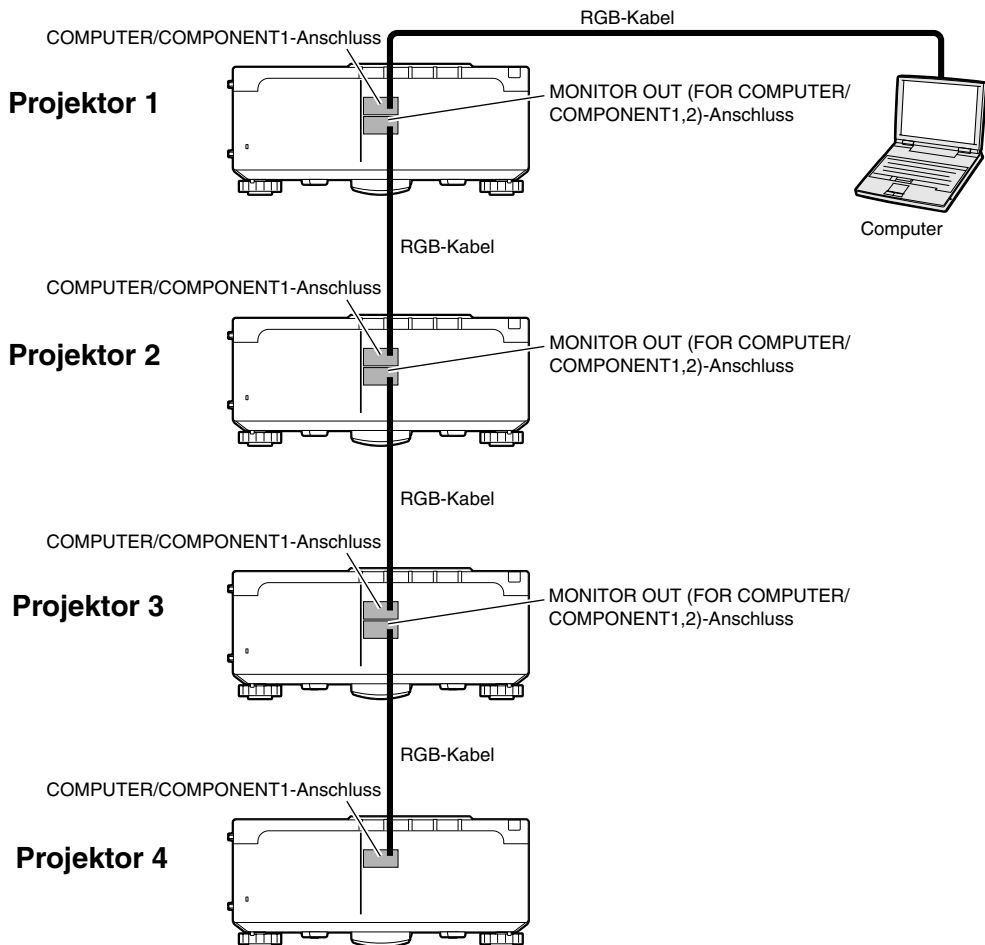 RGB-Kabel
COMPUTER/COMPONENT1-Anschluss
Projektor 1
MONITOR OUT (FOR COMPUTER/
COMPONENT1,2)-Anschluss
Computer
RGB-Kabel
COMPUTER/COMPONENT1-Anschluss
Projektor 2
MONITOR OUT (FOR COMPUTER/
COMPONENT1,2)-Anschluss
RGB-Kabel
COMPUTER/COMPONENT1-Anschluss
Projektor 3
MONITOR OUT (FOR COMPUTER/
COMPONENT1,2)-Anschluss
RGB-Kabel
COMPUTER/COMPONENT1-Anschluss
Projektor 4